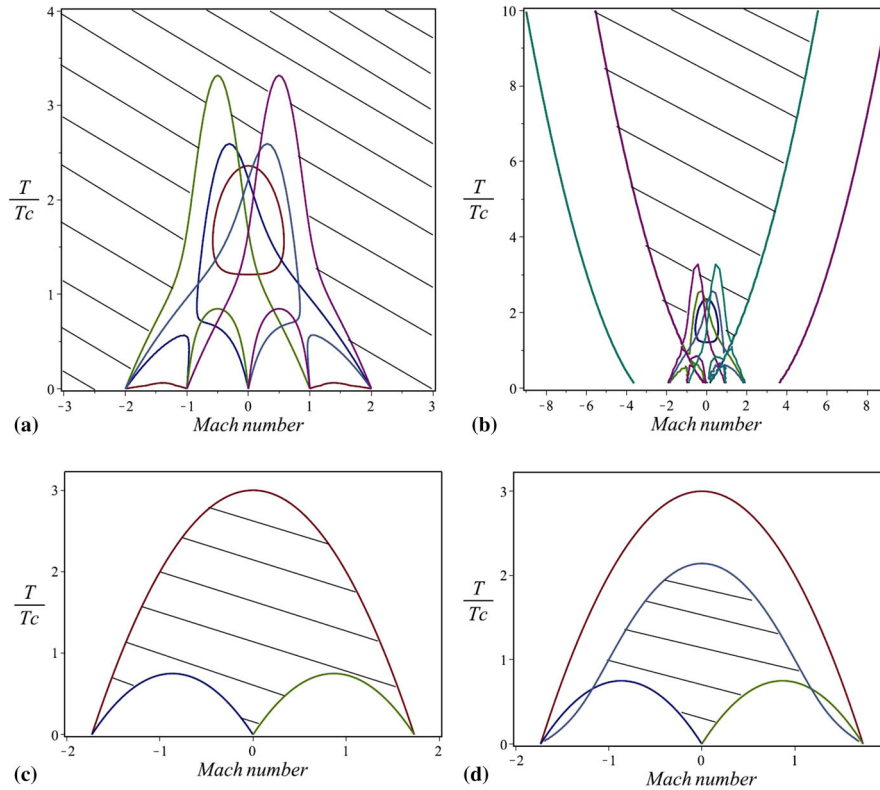 4
3
T
Tc
2
1
0
-3 -2 -1 0 1 2 3
(a) Mach number
10
8
T
Tc
6
4
2
0
-8 -6 -4 -2 0 2 4 6 8
(b) Mach number
3
T
Tc
2
1
0
-2 -1 0 1 2
(c) Mach number
3
T
Tc
2
1
0
-2 -1 0 1
(d) Mach number